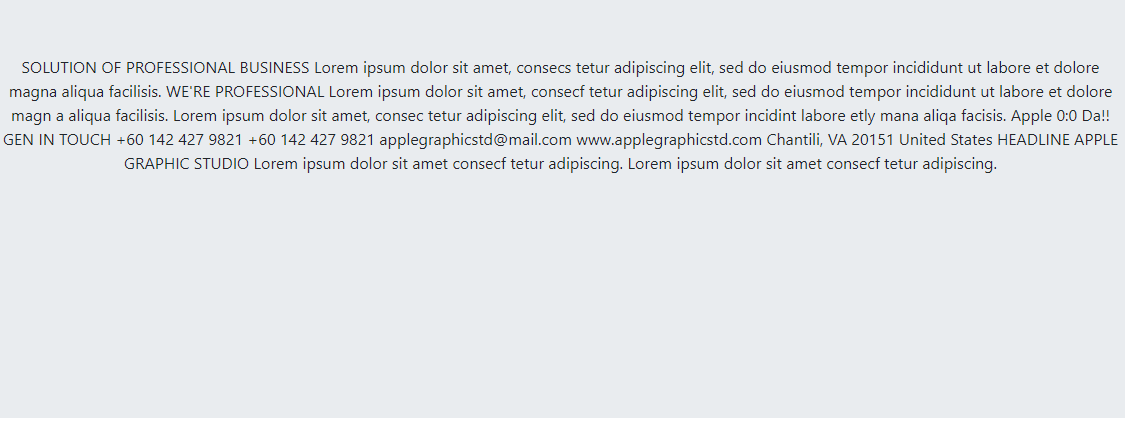 SOLUTION OF PROFESSIONAL BUSINESS Lorem ipsum dolor sit amet, consecs tetur adipiscing elit, sed do eiusmod tempor incididunt ut labore et dolore
magna aliqua facilisis. WE'RE PROFESSIONAL Lorem ipsum dolor sit amet, consecf tetur adipiscing elit, sed do eiusmod tempor incididunt ut labore et dolore
magn a aliqua facilisis. Lorem ipsum dolor sit amet, consec tetur adipiscing elit, sed do eiusmod tempor incidint labore etly mana aliqa facisis. Apple 0:0 Da!!
GEN IN TOUCH +60 142 427 9821 +60 142 427 9821 applegraphicstd@mail.com www.applegraphicstd.com Chantili, VA 20151 United States HEADLINE APPLE
GRAPHIC STUDIO Lorem ipsum dolor sit amet consecf tetur adipiscing. Lorem ipsum dolor sit amet consecf tetur adipiscing.